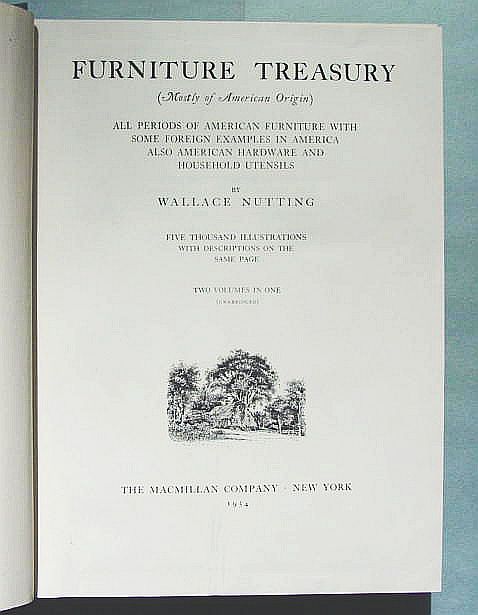 FURNITURE TREASURY
(Mostly of American Origin)
ALL PERIODS OF AMERICAN FURNITURE WITH
SOME FOREIGN EXAMPLES IN AMERICA
ALSO AMERICAN HARDWARE AND
HOUSEHOLD UTENSILS
BY
WALLACE NUTTING
FIVE THOUSAND ILLUSTRATIONS
WITH DESCRIPTIONS ON THE
SAME PAGE
TWO VOLUMES IN ONE
(UNABRIDGED)
THE MACMILLAN COMPANY · NEW YORK
1954